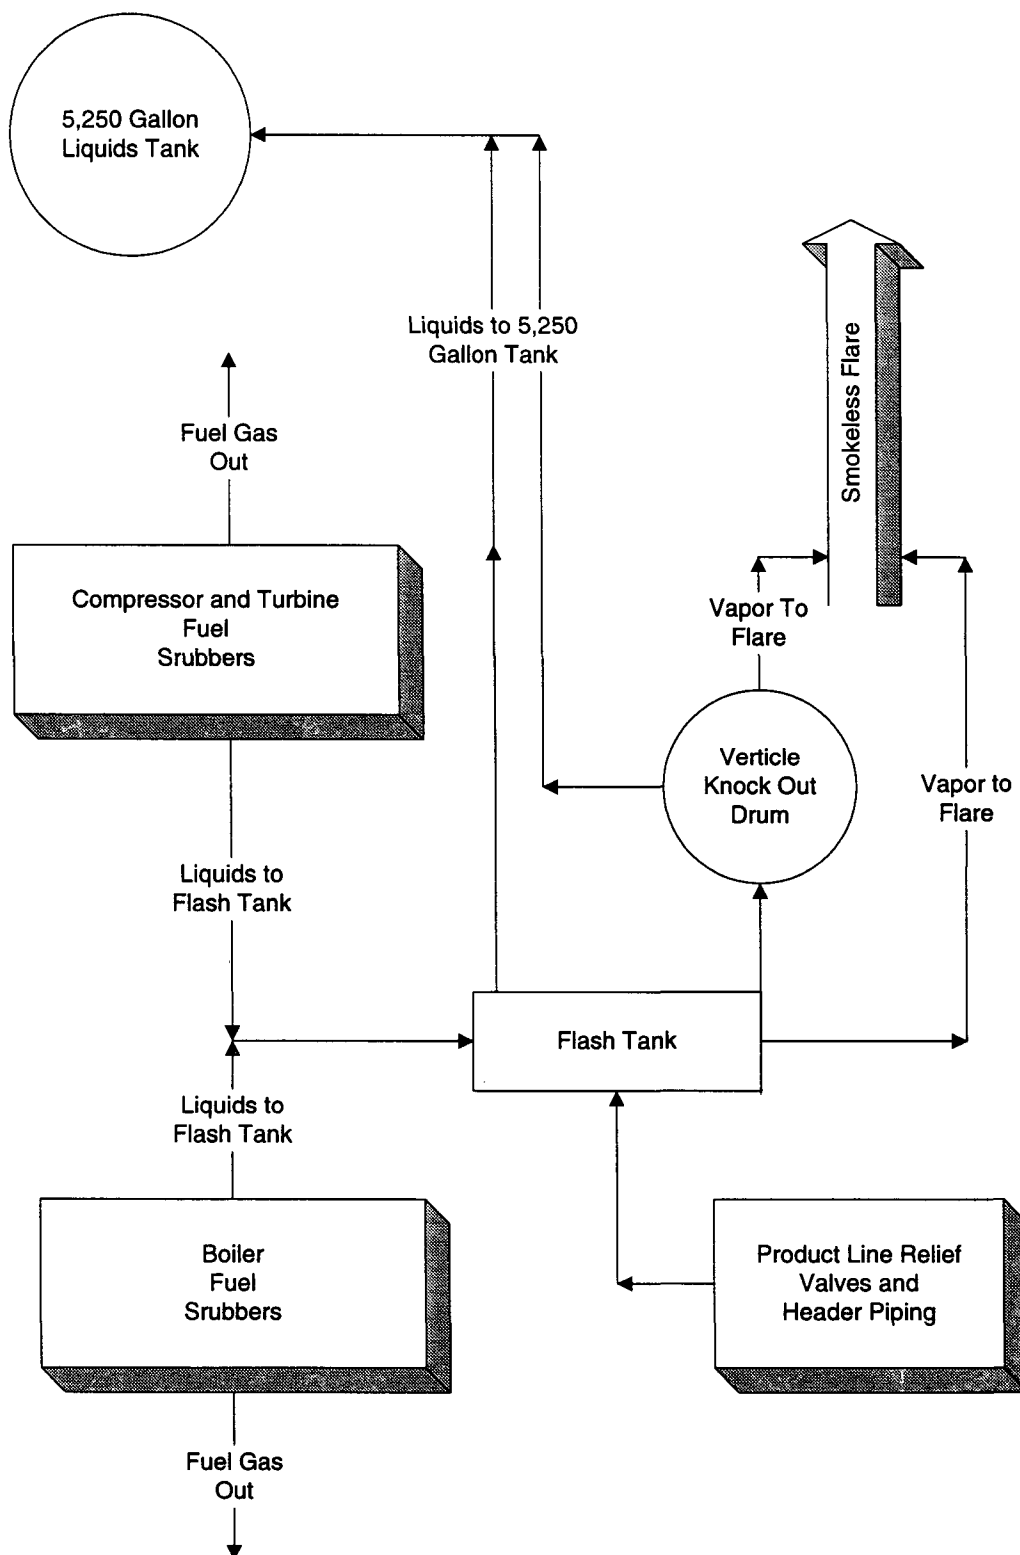 5,250 Gallon
Liquids Tank
Liquids to 5,250
Gallon Tank
Smokeless Flare
Fuel Gas
Out
Compressor and Turbine
Fuel
Srubbers
Vapor To
Flare
Verticle
Knock Out
Drum
Vapor to
Flare
Liquids to
Flash Tank
Flash Tank
Liquids to
Flash Tank
Boiler
Fuel
Srubbers
Product Line Relief
Valves and
Header Piping
Fuel Gas
Out